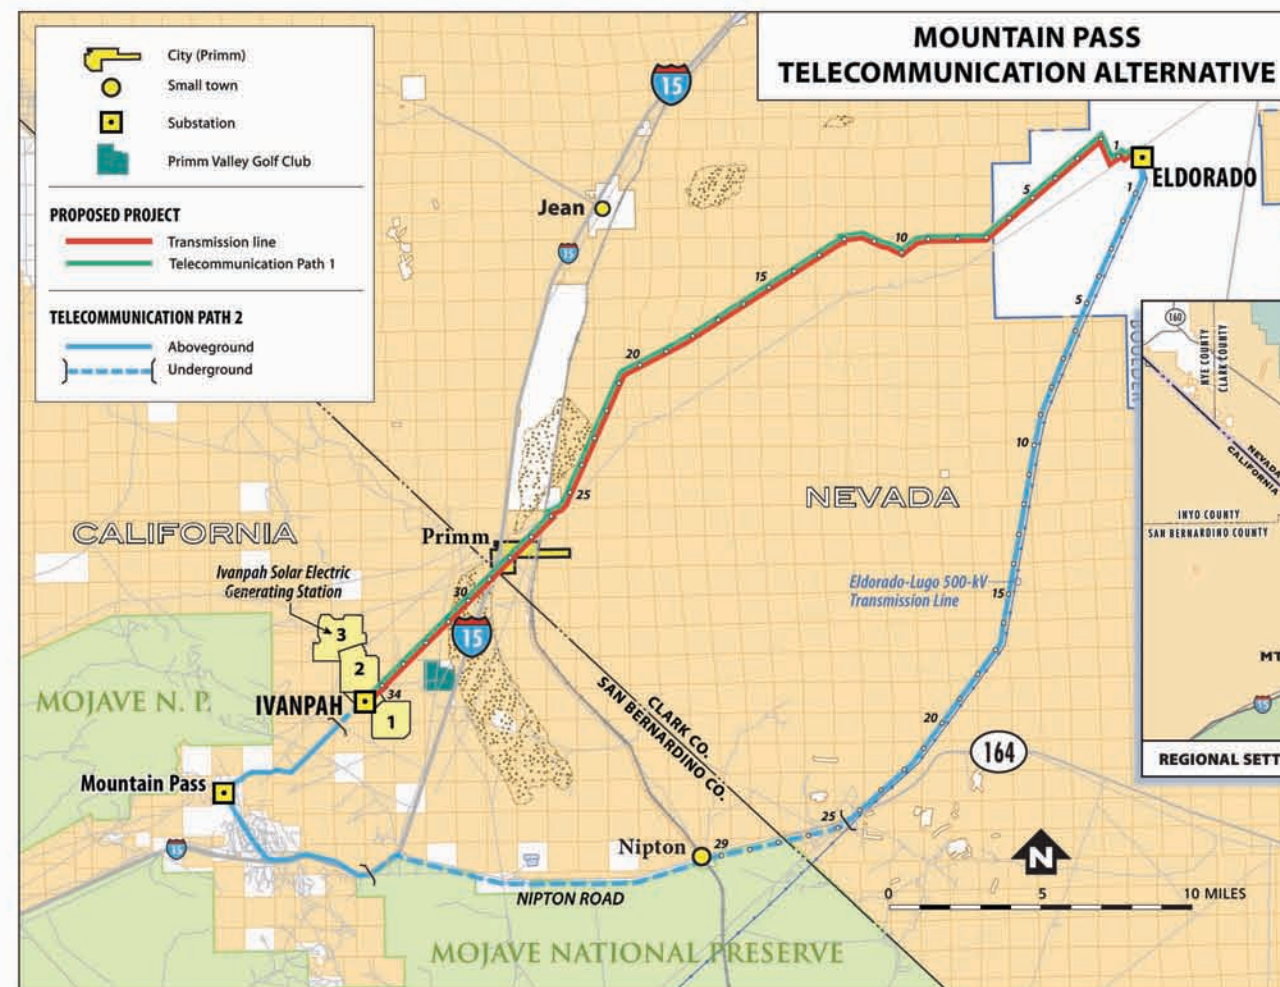 MOUNTAIN PASS
TELECOMMUNICATION ALTERNATIVE
City (Primm)
Small town
Substation
Primm Valley Golf Club
PROPOSED PROJECT
Transmission line
Telecommunication Path 1
TELECOMMUNICATION PATH 2
Aboveground
Underground
15
1
ELDORADO
1
5
Jean
15
10
15
5
160
NYE COUNTY
CLARK COUNTY
BOULDER
20
10
NEVADA
CALIFORNIA
25
NEVADA
CALIFORNIA
Primm
INYO COUNTY
SAN BERNARDINO COUNTY
Ivanpah Solar Electric
Generating Station
30
Eldorado-Lugo 500-kV
Transmission Line
15
3
15
2
MOJAVE N. P.
IVANPAH
34
1
CLARK CO.
SAN BERNARDINO CO.
20
164
15
REGIONAL SETT
Mountain Pass
25
15
Nipton
29
N
NIPTON ROAD
0 5 10 MILES
MOJAVE NATIONAL PRESERVE